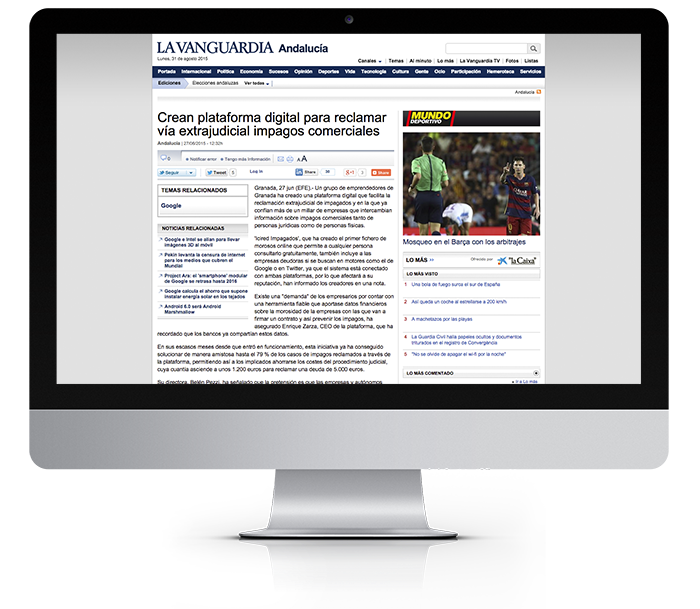 LAVANGUARDIA Andalucía
Lunes, 31 de agosto 2015
Canales Temas Al minuto Lo más La Vanguardia TV Fotos Listas
Portada Internacional Política Economía Sucesos Opinión Deportes Vida Tecnología Cultura Gente Ocio Participación Hemeroteca Servicios
Ediciones Elecciones andaluzas Ver todas
Andalucía
Crean plataforma digital para reclamar
vía extrajudicial impagos comerciales
Andalucía | 27/06/2015 - 12:52h
0 Notificar error Tengo más información A A
Seguir Tweet 5 Log in Share 36 g+1 3 Share
TEMAS RELACIONADOS
Google
NOTICIAS RELACIONADAS
Google e Intel se alían para llevar
imágenes 3D al móvil
Pekín levanta la censura de internet
para los medios que cubren el
Mundial
Project Ara: el 'smartphone' modular
de Google se retrasa hasta 2016
Google calcula el ahorro que supone
instalar energía solar en los tejados
Android 6.0 será Android
Marshmallow
Granada, 27 jun (EFE).- Un grupo de emprendedores de
Granada ha creado una plataforma digital que facilita la
reclamación extrajudicial de impagados y en la que ya
confían más de un millar de empresas que intercambian
información sobre impagos comerciales tanto de
personas jurídicas como de personas físicas.
'icired Impagados', que ha creado el primer fichero de
morosos online que permite a cualquier persona
consultarlo gratuitamente, también incluye a las
empresas deudoras si se buscan en motores como el de
Google o en Twitter, ya que el sistema está conectado
con ambas plataformas, por lo que afectará a su
reputación, han informado los creadores en una nota.
Existe una "demanda" de los empresarios por contar con
una herramienta fiable que aportase datos financieros
sobre la morosidad de la empresa con las que van a
firmar un contrato y así prevenir los impagos, ha
asegurado Enrique Zarza, CEO de la plataforma, que ha
recordado que los bancos ya compartían estos datos.
En sus escasos meses desde que entró en funcionamiento, esta iniciativa ya ha conseguido
solucionar de manera amistosa hasta el 79 % de los casos de impagos reclamados a través de
la plataforma, permitiendo así a los implicados ahorrarse los costes del procedimiento judicial,
cuya cuantía asciende a unos 1.200 euros para reclamar una deuda de 5.000 euros.
Su directora, Belén Pezzi, ha señalado que la pretensión es que las empresas y autónomos
MUNDO
DEPORTIVO
Mosqueo en el Barça con los arbitrajes
LO MÁS
Ofrecido por "la Caixa"
LO MÁS VISTO
1 Una bola de fuego surca el sur de España
2 Así queda un coche al estrellarse a 200 km/h
3 A machetazos por las playas
4 La Guardia Civil halla papeles ocultos y documentos
triturados en el registro de Convergència
5 "No se olvide de apagar el wi-fi por la noche"
LO MÁS COMENTADO
Ir a Lo más